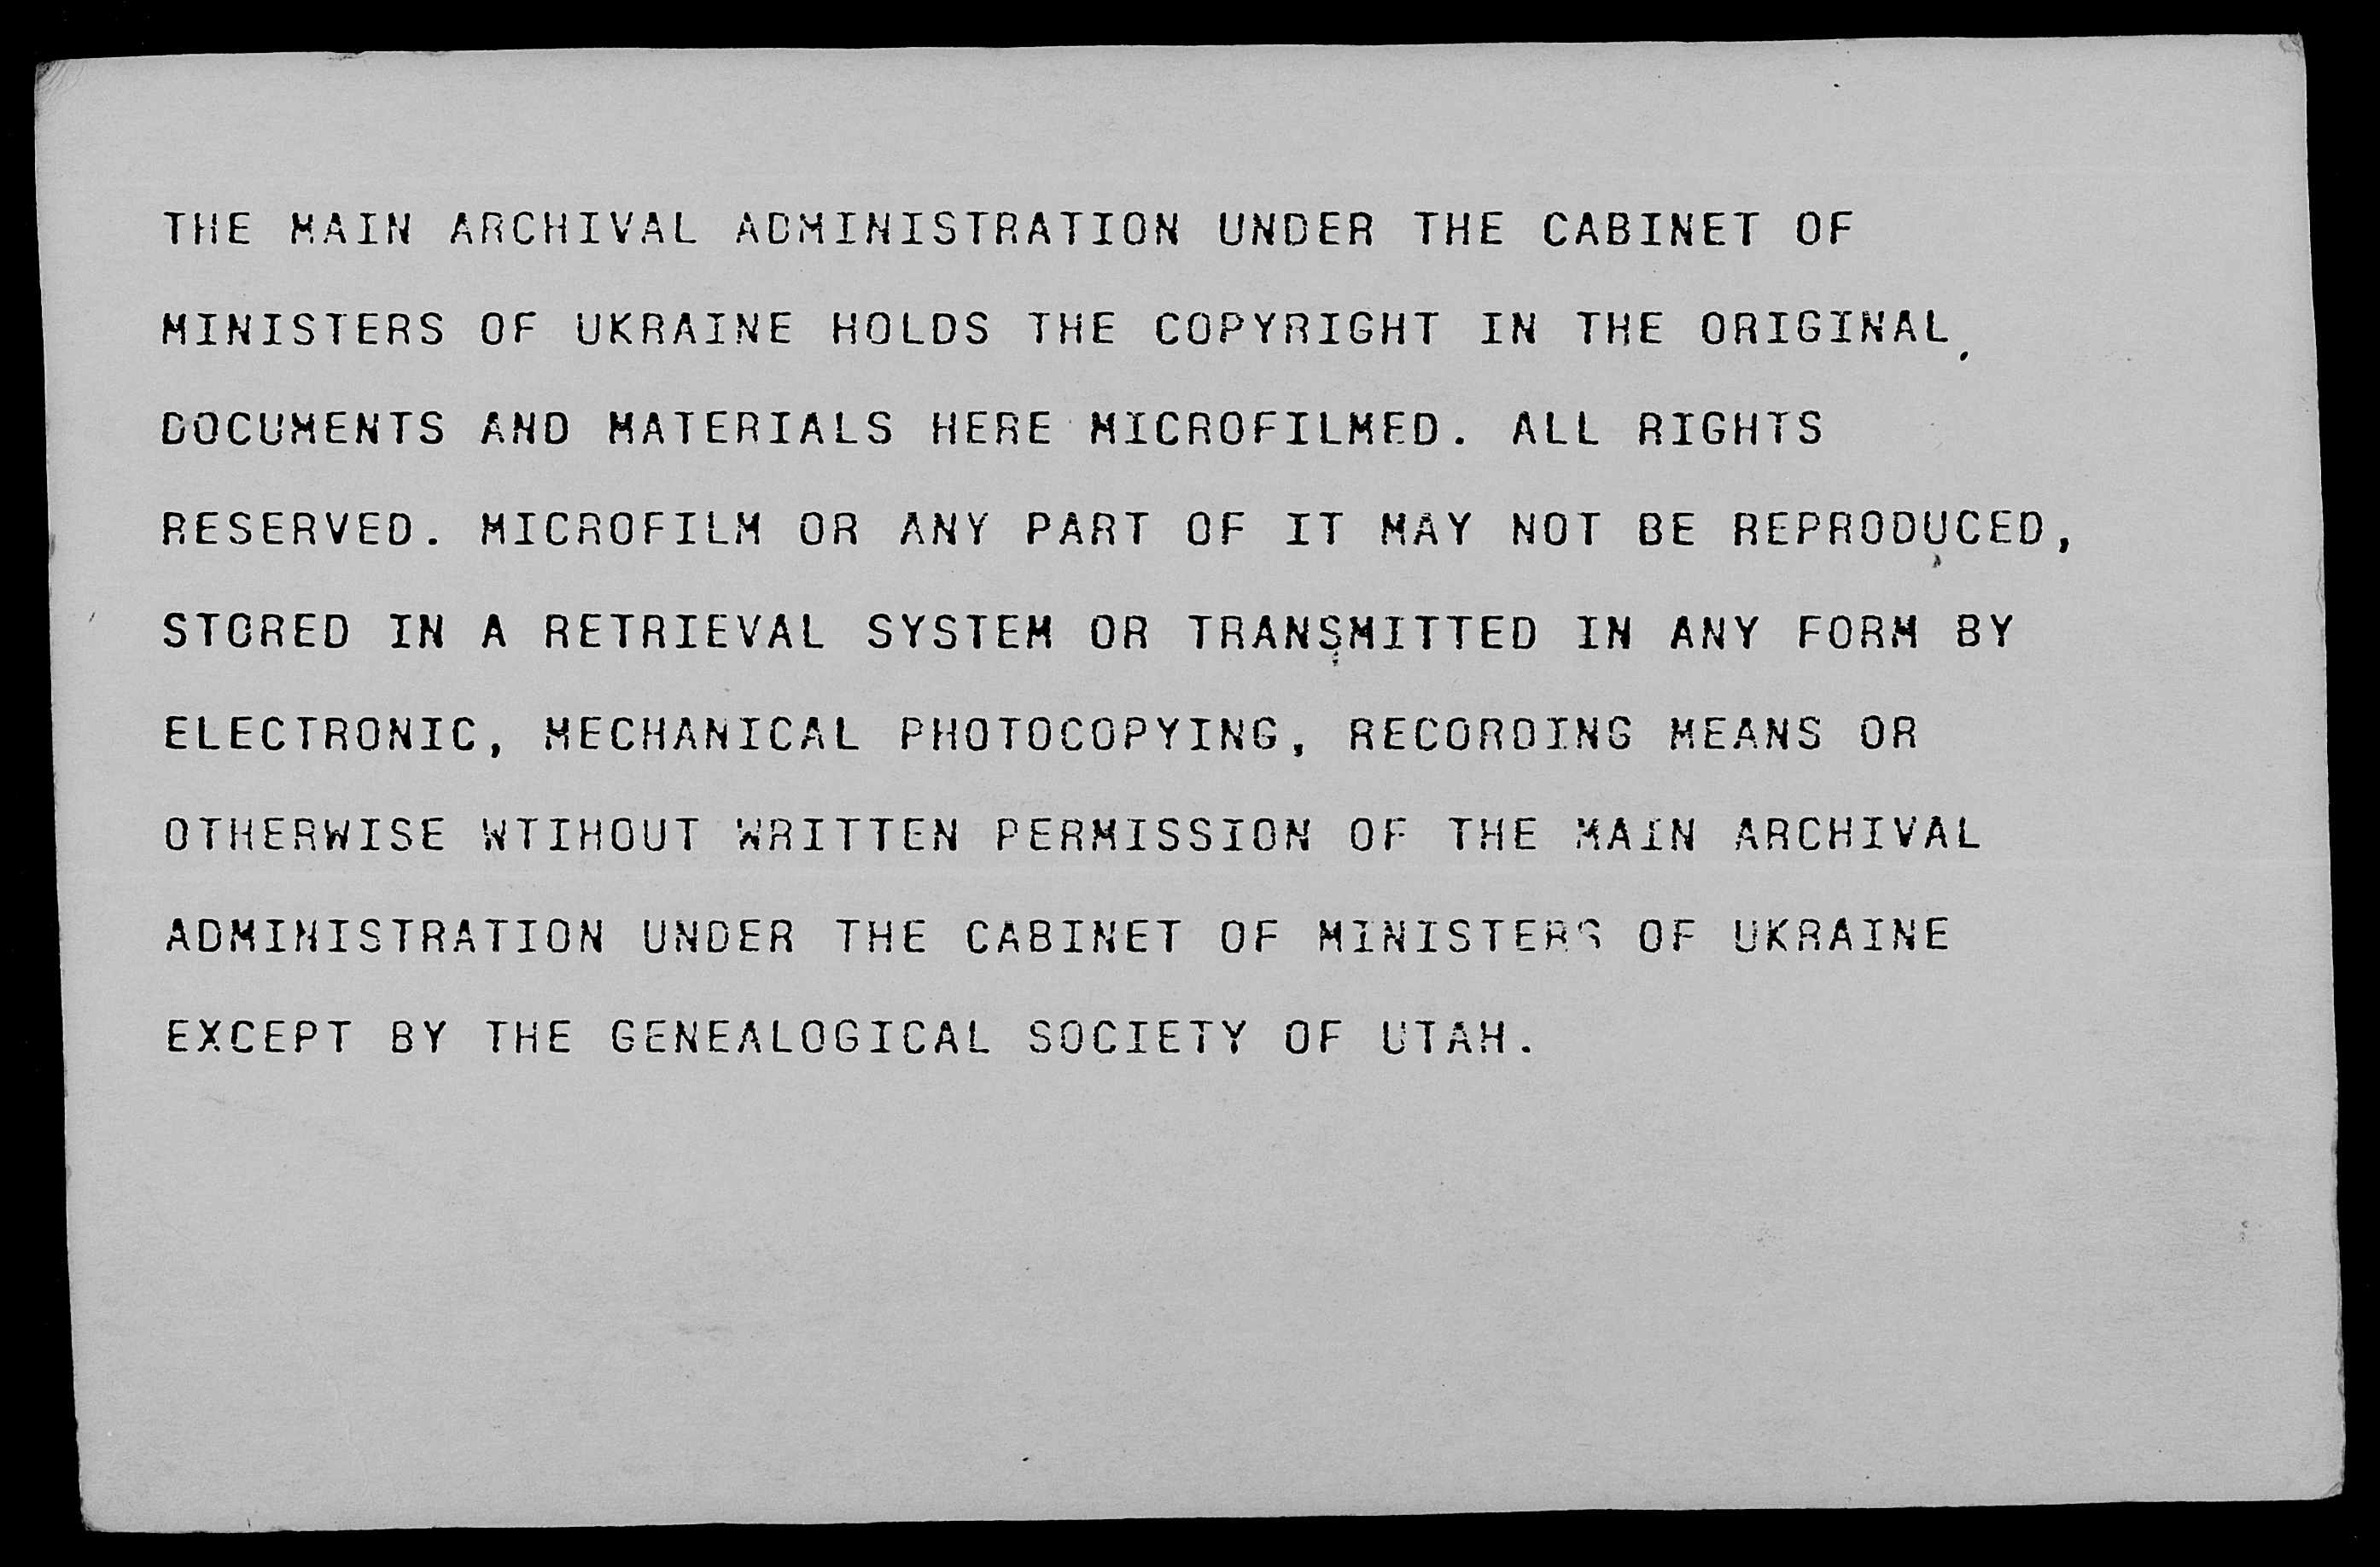 THE MAIN ARCHIVAL ADMINISTRATION UNDER THE CABINET OF
MINISTERS OF UKRAINE HOLDS THE COPYRIGHT IN THE ORIGINAL
DOCUMENTS AND MATERIALS HERE MICROFILMED. ALL RIGHTS
RESERVED. MICROFILM OR ANY PART OF IT MAY NOT BE REPRODUCED,
STORED IN A RETRIEVAL SYSTEM OR TRANSMITTED IN ANY FORM BY
ELECTRONIC, MECHANICAL PHOTOCOPYING, RECORDING MEANS OR
OTHERWISE WTIHOUT WRITTEN PERMISSION OF THE MAIN ARCHIVAL
ADMINISTRATION UNDER THE CABINET OF MINISTERS OF UKRAINE
EXCEPT BY THE GENEALOGICAL SOCIETY OF UTAH.